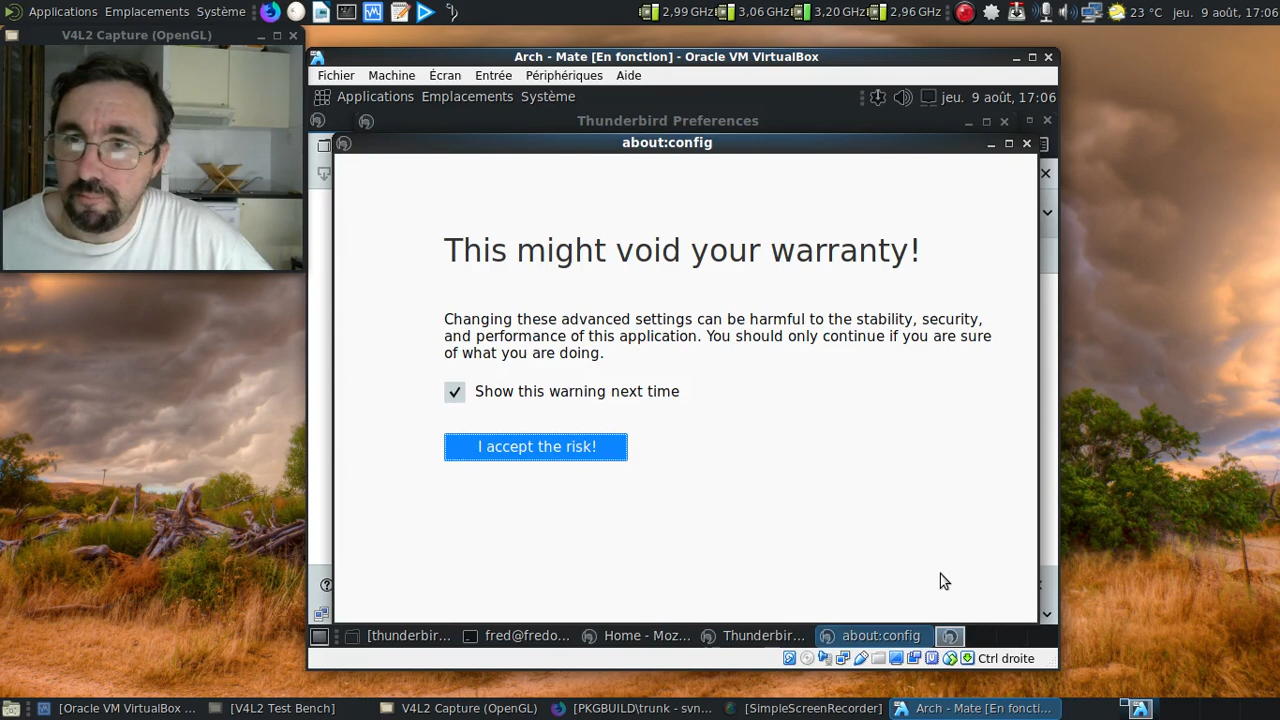 Applications Emplacements Système
2,99 GHz 3,06 GHz 3,20 GHz 2,96 GHz 23 °C jeu. 9 août, 17:06
V4L2 Capture (OpenGL)
Arch - Mate [En fonction] - Oracle VM VirtualBox
Fichier Machine Écran Entrée Périphériques Aide
Applications Emplacements Système jeu. 9 août, 17:06
Thunderbird Preferences
about:config
This might void your warranty!
Changing these advanced settings can be harmful to the stability, security,
and performance of this application. You should only continue if you are sure
of what you are doing.
Show this warning next time
I accept the risk!
[thunderbir... fred@fredo... Home - Moz... Thunderbir... about:config
Ctrl droite
[Oracle VM VirtualBox ... [V4L2 Test Bench] V4L2 Capture (OpenGL) [PKGBUILD\trunk - svn... [SimpleScreenRecorder] Arch - Mate [En foncti...